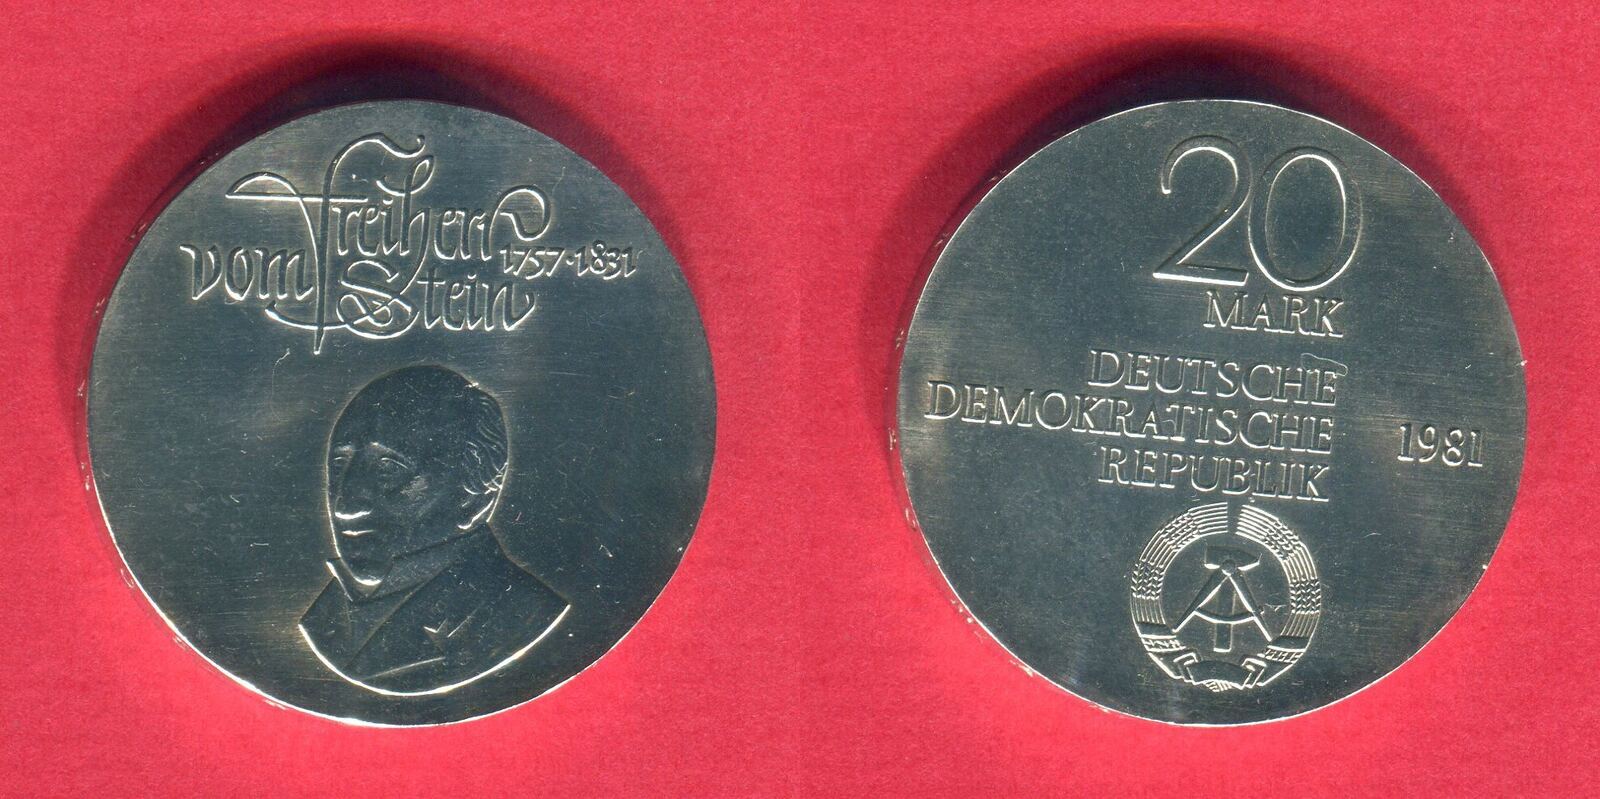 Freiherr
vom Stein 1757·1831
20
MARK
DEUTSCHE
DEMOKRATISCHE
REPUBLIK
1981